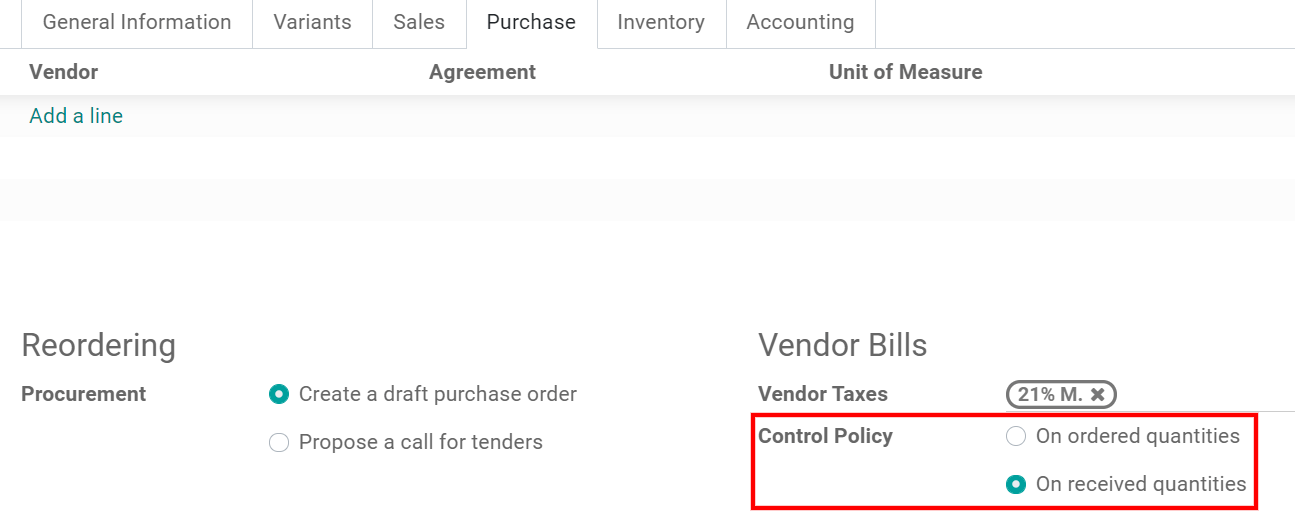 General Information Variants Sales Purchase Inventory Accounting
Vendor Agreement Unit of Measure
Add a line
Reordering
Procurement Create a draft purchase order
Propose a call for tenders
Vendor Bills
Vendor Taxes 21% M. ✖
Control Policy On ordered quantities
On received quantities